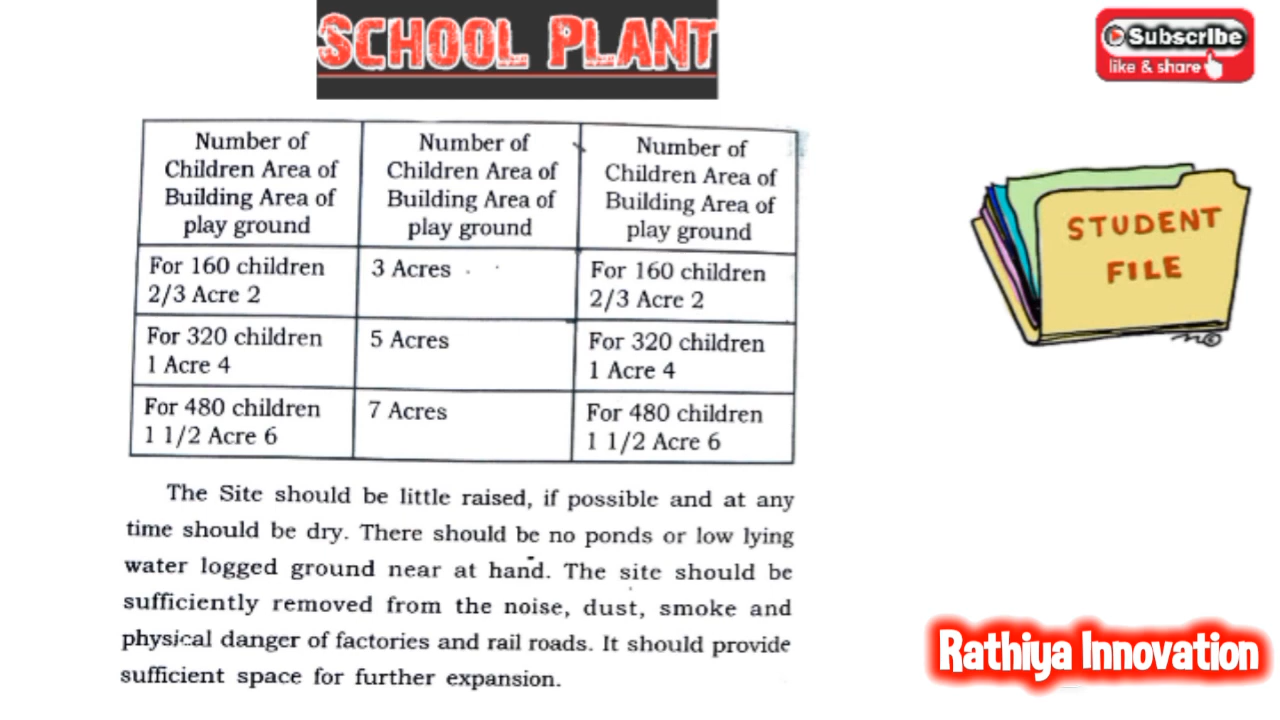 SCHOOL PLANT
Subscribe
like & share
Number of
Children Area of
Building Area of
play ground
Number of
Children Area of
Building Area of
play ground
Number of
Children Area of
Building Area of
play ground
For 160 children
2/3 Acre 2
3 Acres
For 160 children
2/3 Acre 2
For 320 children
1 Acre 4
5 Acres
For 320 children
1 Acre 4
For 480 children
1 1/2 Acre 6
7 Acres
For 480 children
1 1/2 Acre 6
STUDENT
FILE
The Site should be little raised, if possible and at any
time should be dry. There should be no ponds or low lying
water logged ground near at hand. The site should be
sufficiently removed from the noise, dust, smoke and
physical danger of factories and rail roads. It should provide
sufficient space for further expansion.
Rathiya Innovation